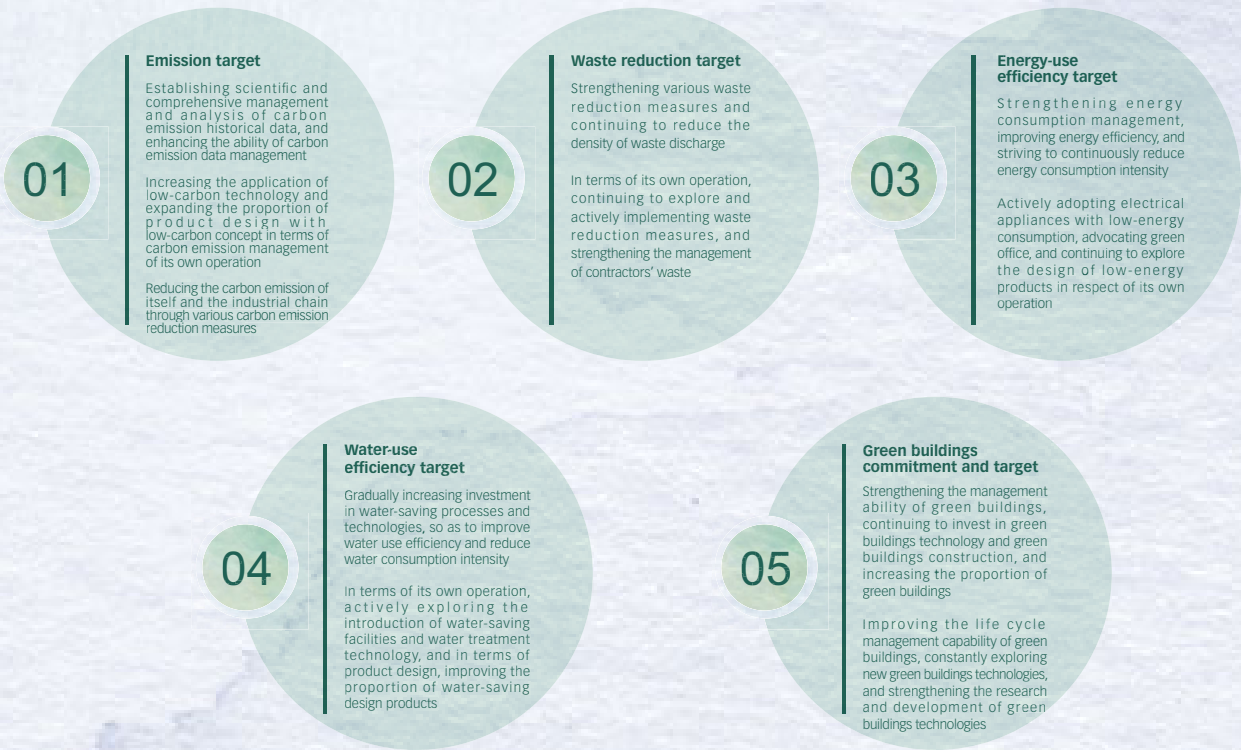 01
Emission target
Establishing scientific and
comprehensive management
and analysis of carbon
emission historical data, and
enhancing the ability of carbon
emission data management
Increasing the application of
low-carbon technology and
expanding the proportion of
product design with
low-carbon concept in terms of
carbon emission management
of its own operation
Reducing the carbon emission of
itself and the industrial chain
through various carbon emission
reduction measures
02
Waste reduction target
Strengthening various waste
reduction measures and
continuing to reduce the
density of waste discharge
In terms of its own operation,
continuing to explore and
actively implementing waste
reduction measures, and
strengthening the management
of contractors' waste
03
Energy-use
efficiency target
Strengthening energy
consumption management,
improving energy efficiency, and
striving to continuously reduce
energy consumption intensity
Actively adopting electrical
appliances with low-energy
consumption, advocating green
office, and continuing to explore
the design of low-energy
products in respect of its own
operation
04
Water-use
efficiency target
Gradually increasing investment
in water-saving processes and
technologies, so as to improve
water use efficiency and reduce
water consumption intensity
In terms of its own operation,
actively exploring the
introduction of water-saving
facilities and water treatment
technology, and in terms of
product design, improving the
proportion of water-saving
design products
05
Green buildings
commitment and target
Strengthening the management
ability of green buildings,
continuing to invest in green
buildings technology and green
buildings construction, and
increasing the proportion of
green buildings
Improving the life cycle
management capability of green
buildings, constantly exploring
new green buildings technologies,
and strengthening the research
and development of green
buildings technologies